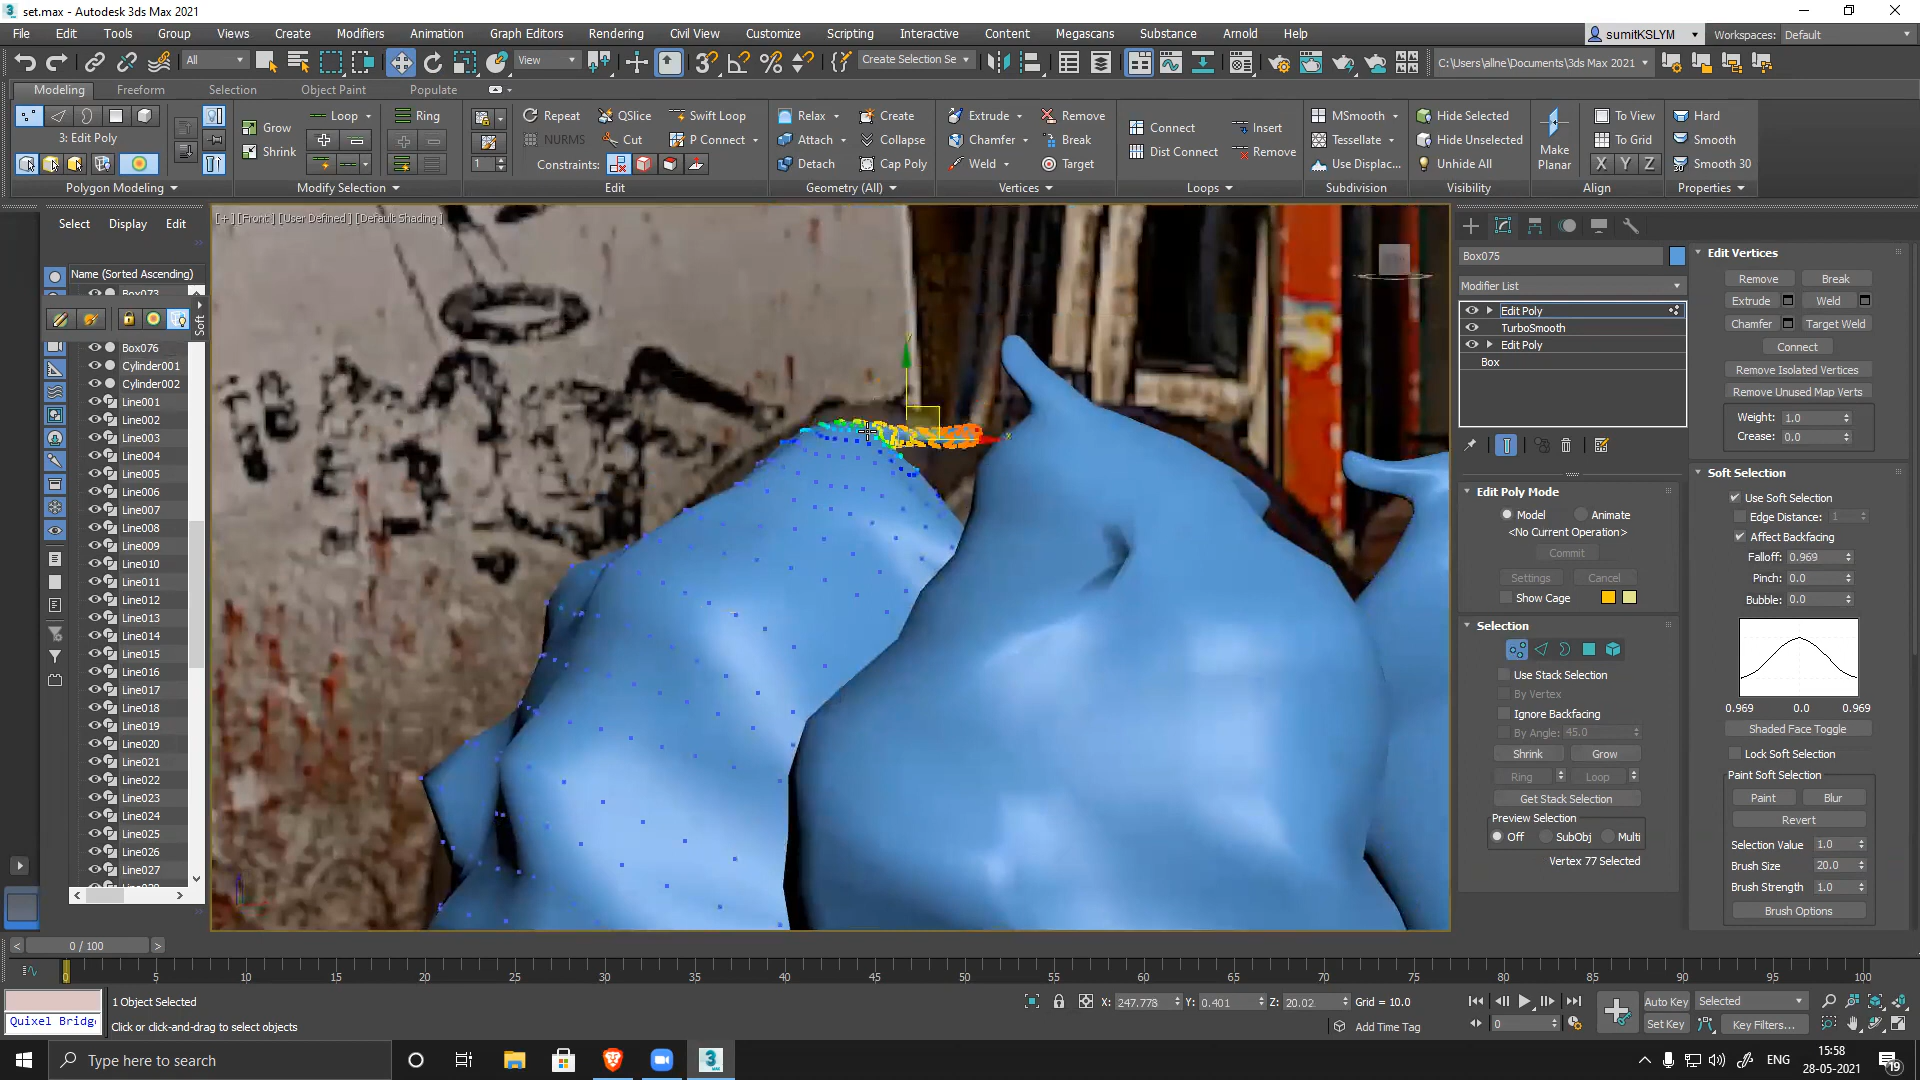 set.max - Autodesk 3ds Max 2021
File Edit Tools Group Views Create Modifiers Animation Graph Editors Rendering Civil View Customize Scripting Interactive Content Megascans Substance Arnold Help
sumitKSLYM Workspaces: Default
All View Create Selection Se C:\Users\allne\Documents\3ds Max 2021
Modeling Freeform Selection Object Paint Populate
3: Edit Poly
Grow Loop Ring Repeat QSlice Swift Loop Relax Create Extrude Remove Connect Insert MSmooth Hide Selected To View Hard
NURMS Cut P Connect Attach Collapse Chamfer Break Tessellate Hide Unselected Make Planar To Grid Smooth
Shrink Dist Connect Remove
1 Constraints: Detach Cap Poly Weld Target Use Displac... Unhide All X Y Z Smooth 30
Polygon Modeling Modify Selection Edit Geometry (All) Vertices Loops Subdivision Visibility Align Properties
Select Display Edit
Name (Sorted Ascending)
Box073
Soft
Box076
Cylinder001
Cylinder002
Line001
Line002
Line003
Line004
Line005
Line006
Line007
Line008
Line009
Line010
Line011
Line012
Line013
Line014
Line015
Line016
Line017
Line018
Line019
Line020
Line021
Line022
Line023
Line024
Line025
Line026
Line027
[+] [Front] [User Defined] [Default Shading]
x
Box075
Modifier List
Edit Poly
TurboSmooth
Edit Poly
Box
Edit Poly Mode
Model Animate
<No Current Operation>
Commit
Settings Cancel
Show Cage
Selection
Use Stack Selection
By Vertex
Ignore Backfacing
By Angle: 45.0
Shrink Grow
Ring Loop
Get Stack Selection
Preview Selection
Off SubObj Multi
Vertex 77 Selected
Edit Vertices
Remove Break
Extrude Weld
Chamfer Target Weld
Connect
Remove Isolated Vertices
Remove Unused Map Verts
Weight: 1.0
Crease: 0.0
Soft Selection
Use Soft Selection
Edge Distance: 1
Affect Backfacing
Falloff: 0.969
Pinch: 0.0
Bubble: 0.0
0.969 0.0 0.969
Shaded Face Toggle
Lock Soft Selection
Paint Soft Selection
Paint Blur
Revert
Selection Value 1.0
Brush Size 20.0
Brush Strength 1.0
Brush Options
< 0 / 100 >
0 5 10 15 20 25 30 35 40 45 50 55 60 65 70 75 80 85 90 95 100
1 Object Selected X: 247.778 Y: 0.401 Z: 20.02 Grid = 10.0 Auto Key Selected
Quixel Bridg Click or click-and-drag to select objects Add Time Tag 0 Set Key Key Filters...
Type here to search ENG 15:58
28-05-2021
19